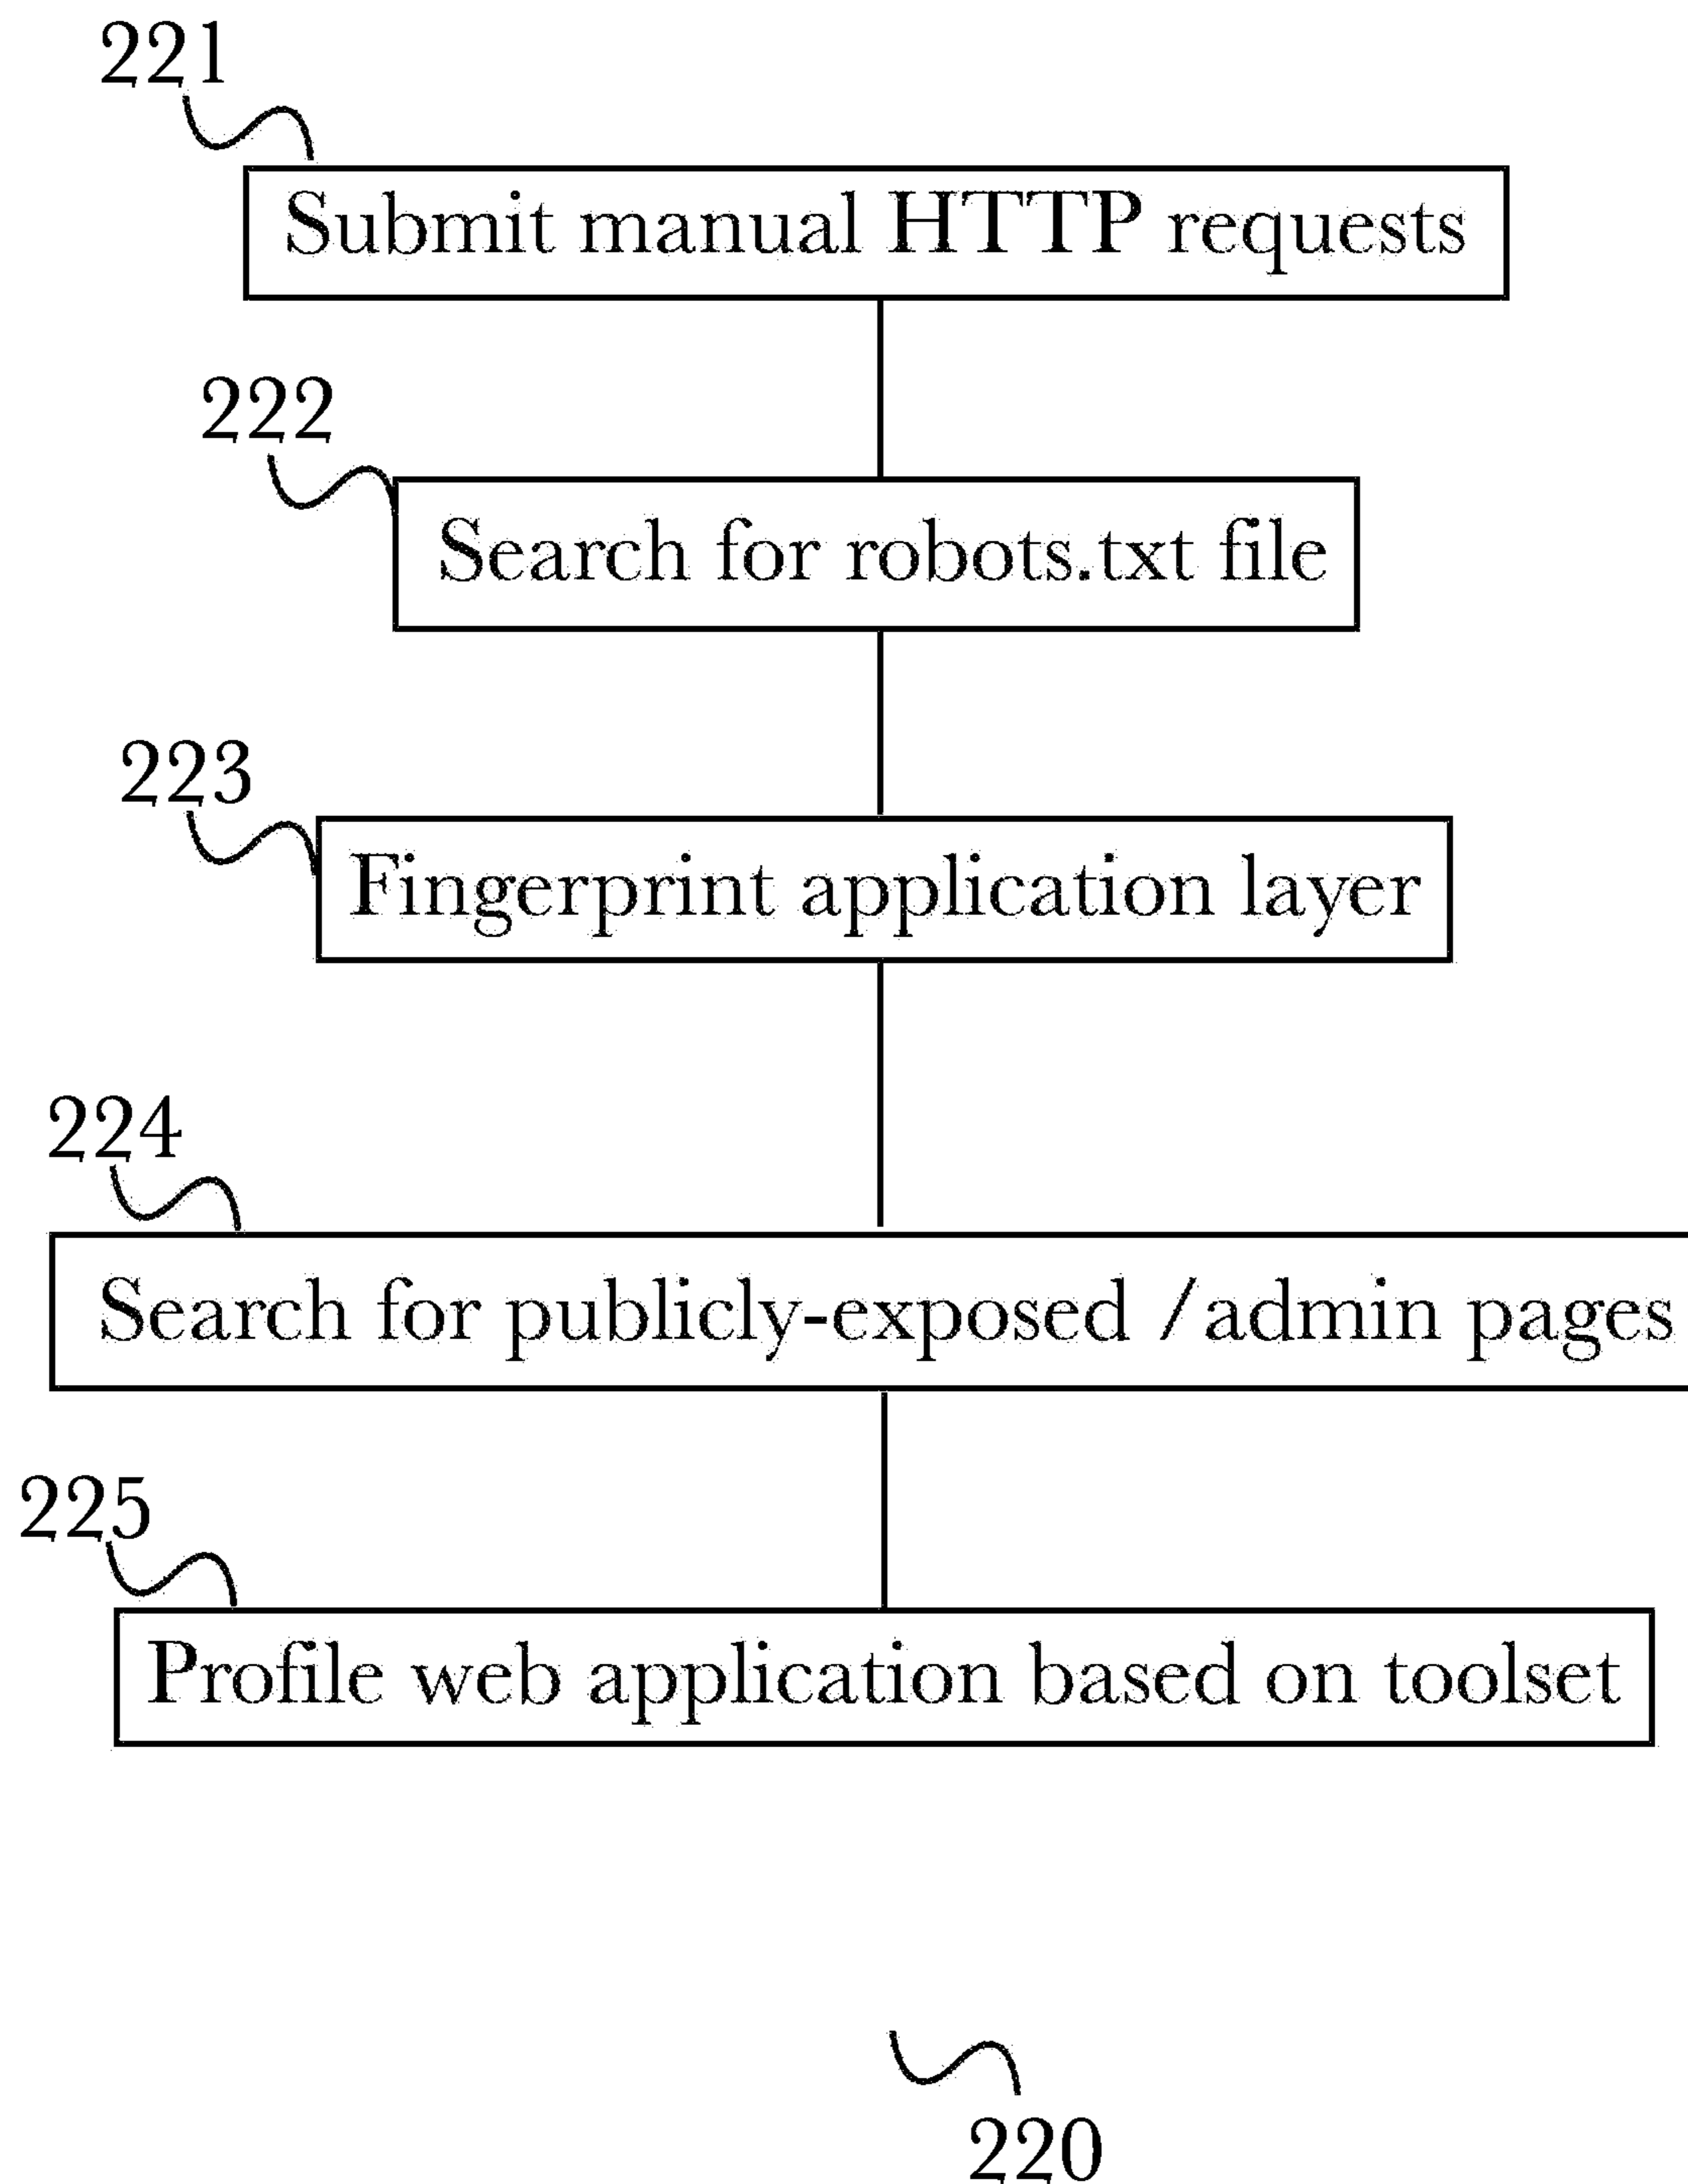 221
Submit manual HTTP requests
222
Search for robots.txt file
223
Fingerprint application layer
224
Search for publicly-exposed /admin pages
225
Profile web application based on toolset
220